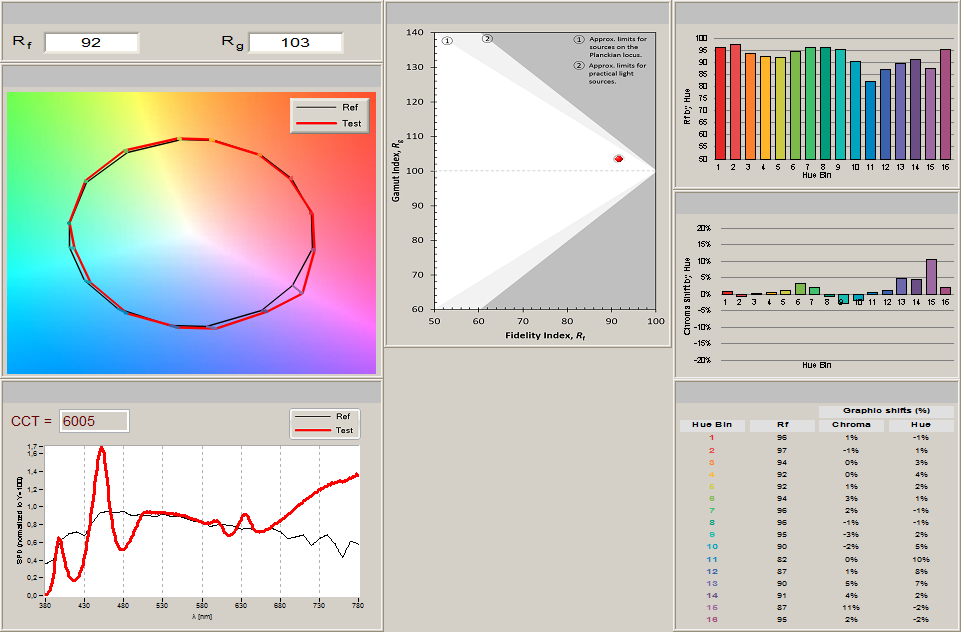 Rf 92 Rg 103
Ref
Test
CCT = 6005
Ref
Test
SPD (normalized to Y=100)
1,7
1,6
1,4
1,2
1,0
0,8
0,6
0,4
0,2
0,0
380 430 480 530 580 630 680 730 780
λ [nm]
1 2
1 Approx. limits for
sources on the
Planckian locus.
2 Approx. limits for
practical light
sources.
Gamut Index, Rg
140
130
120
110
100
90
80
70
60
50 60 70 80 90 100
Fidelity Index, Rf
Rf by Hue
100
95
90
85
80
75
70
65
60
55
50
1 2 3 4 5 6 7 8 9 10 11 12 13 14 15 16
Hue Bin
Chroma Shift by Hue
20%
15%
10%
5%
0%
-5%
-10%
-15%
-20%
1 2 3 4 5 6 7 8 9 10 11 12 13 14 15 16
Hue Bin
Graphic shifts (%)
Hue Bin Rf Chroma Hue
1 96 1% -1%
2 97 -1% 1%
3 94 0% 3%
4 92 0% 4%
5 92 1% 2%
6 94 3% 1%
7 96 2% -1%
8 96 -1% -1%
9 95 -3% 2%
10 90 -2% 5%
11 82 0% 10%
12 87 1% 8%
13 90 5% 7%
14 91 4% 2%
15 87 11% -2%
16 95 2% -2%